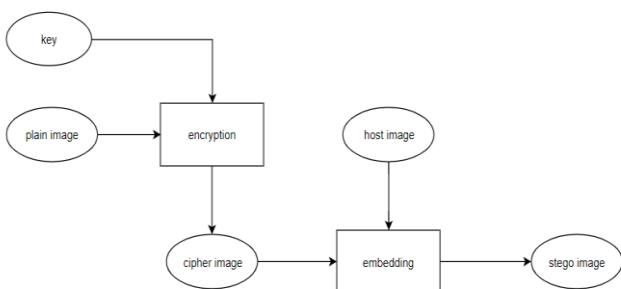 key
plain image
encryption
host image
cipher image
embedding
stego image